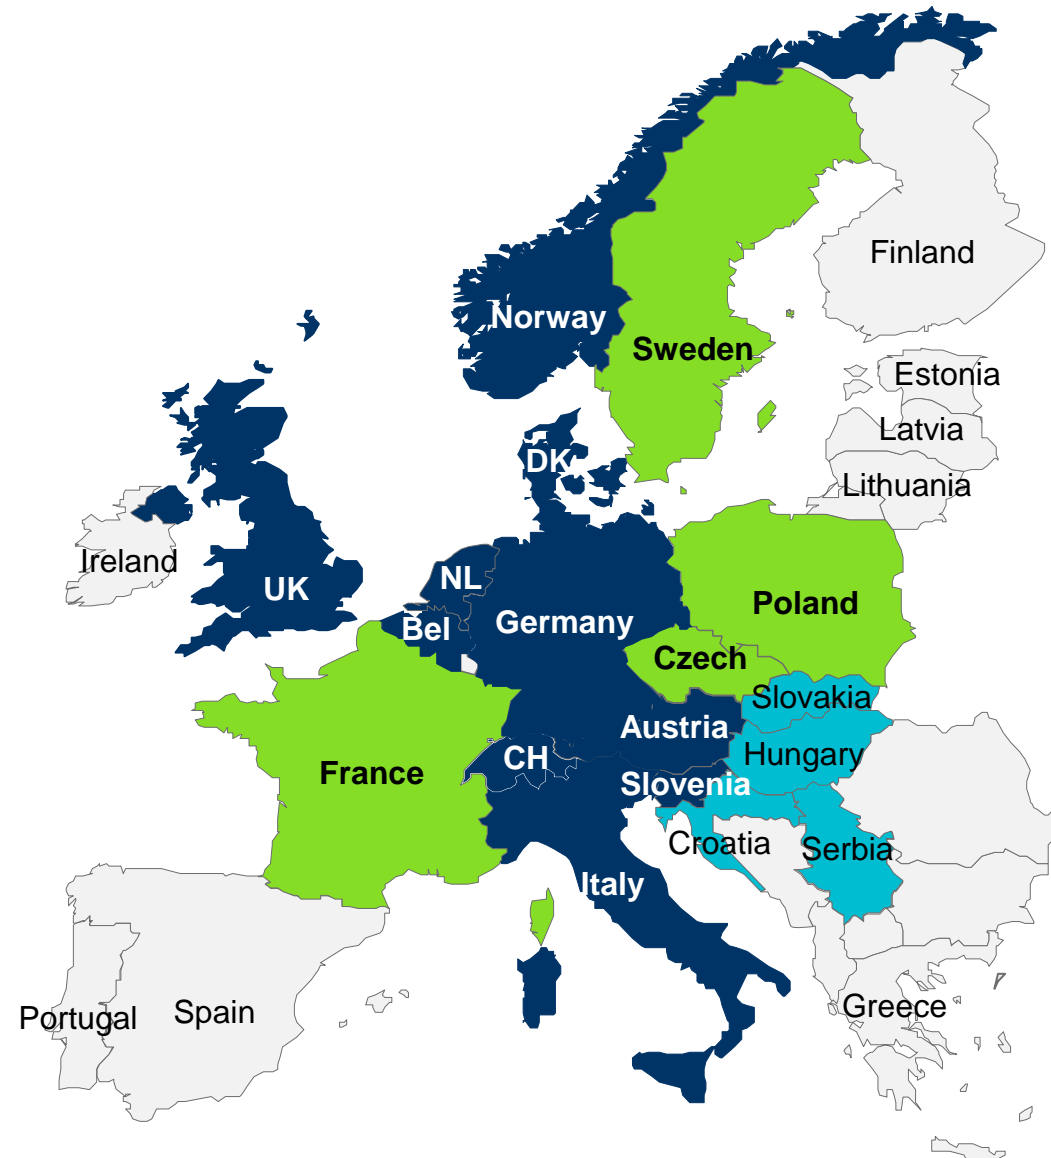 Finland
Norway
Sweden
Estonia
Latvia
DK
Lithuania
Ireland
NL
UK
Poland
Germany
Bel
Czech
Slovakia
Austria
Hungary
CH
France
Slovenia
Croatia
Serbia
Italy
Greece
Spain
Portugal